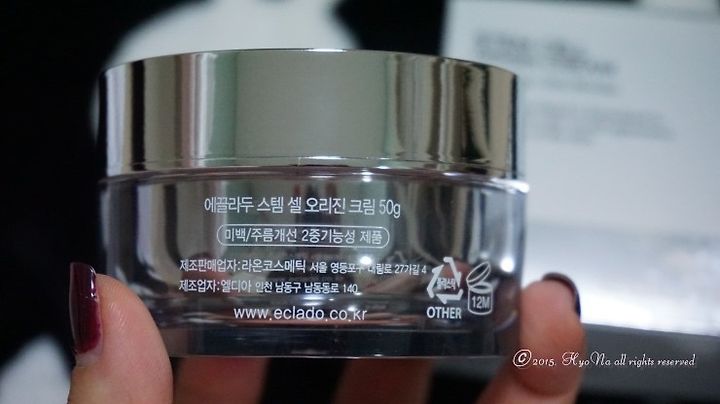 에끌라두 스템 셀 오리진 크림 50g
미백/주름개선 2중기능성 제품
제조판매업자: 라온코스메틱 서울 영등포구 대림로 27가길 4
제조업자: 엘디아 인천 남동구 남동동로 140
www.eclado.co.kr
플라스틱
OTHER
12M
©2015. HyoNa all rights reserved.